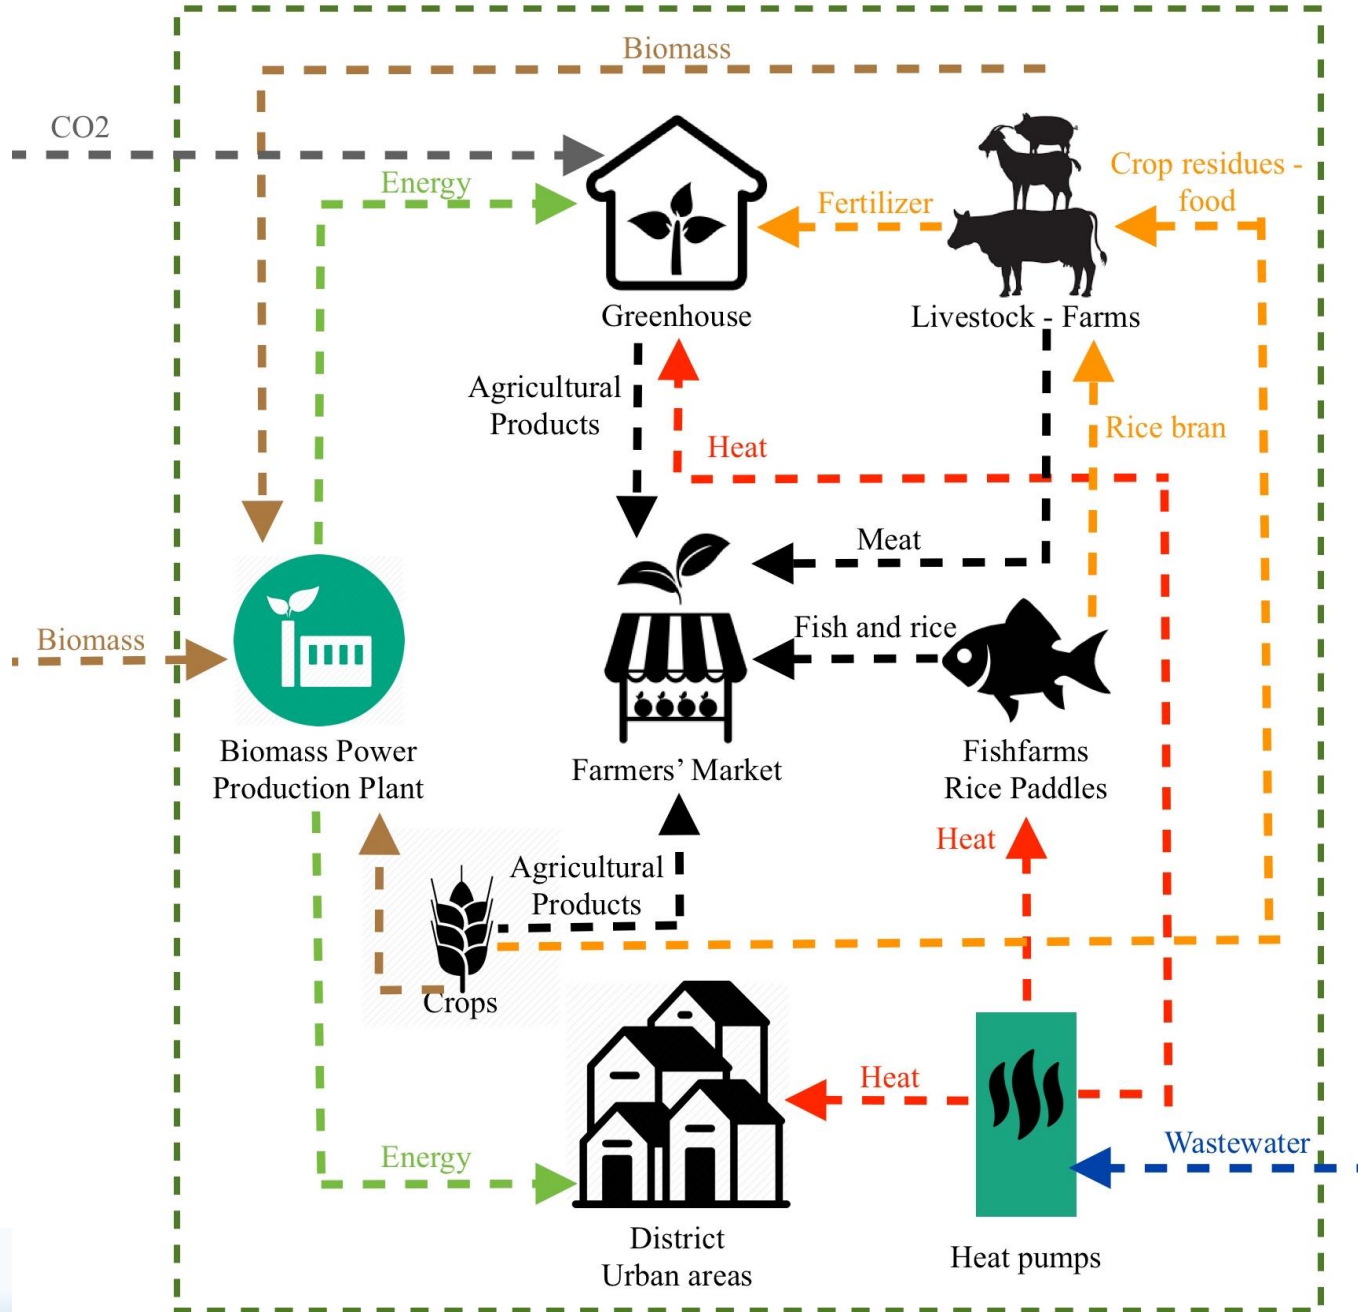 Biomass
CO2
Energy
Fertilizer
Crop residues -
food
Greenhouse
Livestock - Farms
Agricultural
Products
Heat
Rice bran
Meat
Fish and rice
Biomass
Biomass Power
Production Plant
Farmers’ Market
Fishfarms
Rice Paddles
Heat
Agricultural
Products
Crops
Heat
Energy
Wastewater
District
Urban areas
Heat pumps